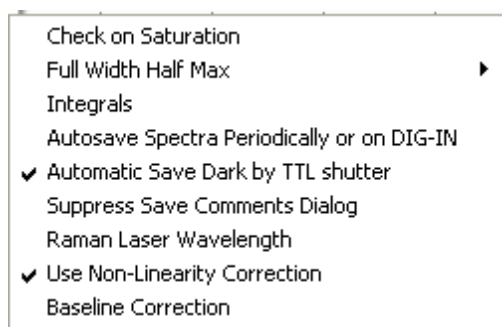 Check on Saturation
Full Width Half Max
Integrals
Autosave Spectra Periodically or on DIG-IN
Automatic Save Dark by TTL shutter
Suppress Save Comments Dialog
Raman Laser Wavelength
Use Non-Linearity Correction
Baseline Correction